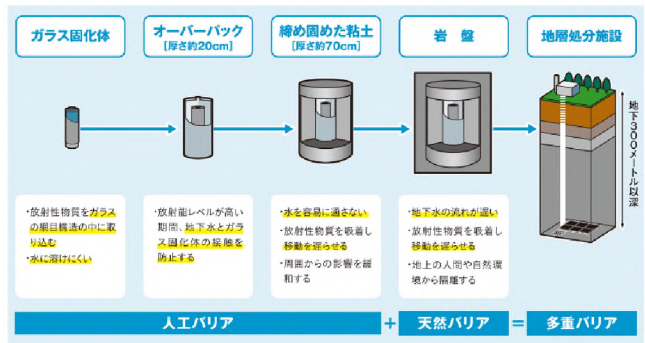 ガラス固化体
オーバーパック
[厚さ約20cm]
締め固めた粘土
[厚さ約70cm]
岩 盤
地層処分施設
地下300メートル以深
・放射性物質をガラス
の網目構造の中に取
り込む
・水に溶けにくい
・放射能レベルが高い
期間、地下水とガラ
ス固化体の接触を
防止する
・水を容易に通さない
・放射性物質を吸着し
移動を遅らせる
・周囲からの影響を緩
和する
・地下水の流れが遅い
・放射性物質を吸着し
移動を遅らせる
・地上の人間や自然環
境から隔離する
人工バリア
+
天然バリア
=
多重バリア